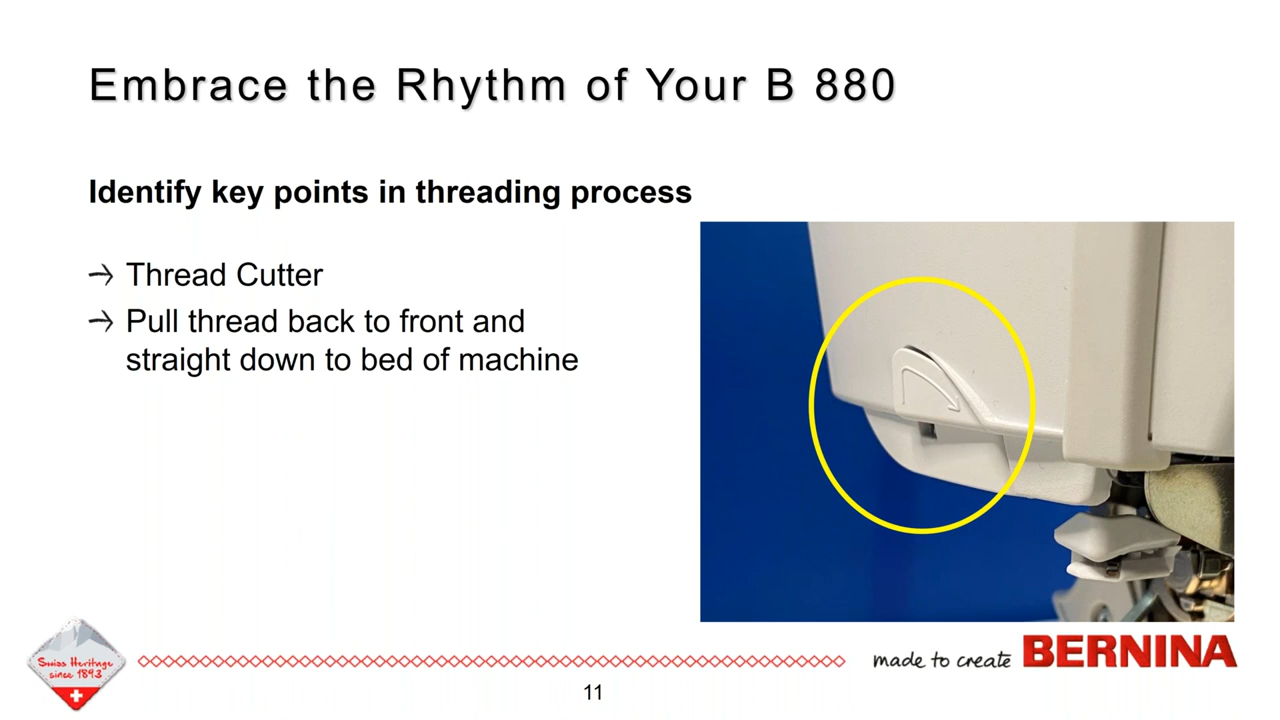 Embrace the Rhythm of Your B 880
Identify key points in threading process
→ Thread Cutter
→ Pull thread back to front and
straight down to bed of machine
Swiss Heritage
since 1893
made to create BERNINA
11